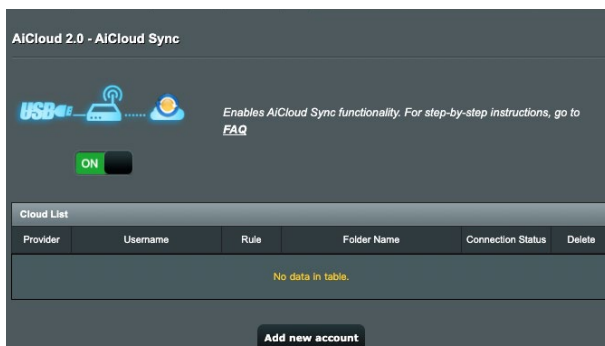 AiCloud 2.0 - AiCloud Sync
USB
Enables AiCloud Sync functionality. For step-by-step instructions, go to
FAQ
ON
Cloud List
Provider Username Rule Folder Name Connection Status Delete
No data in table.
Add new account